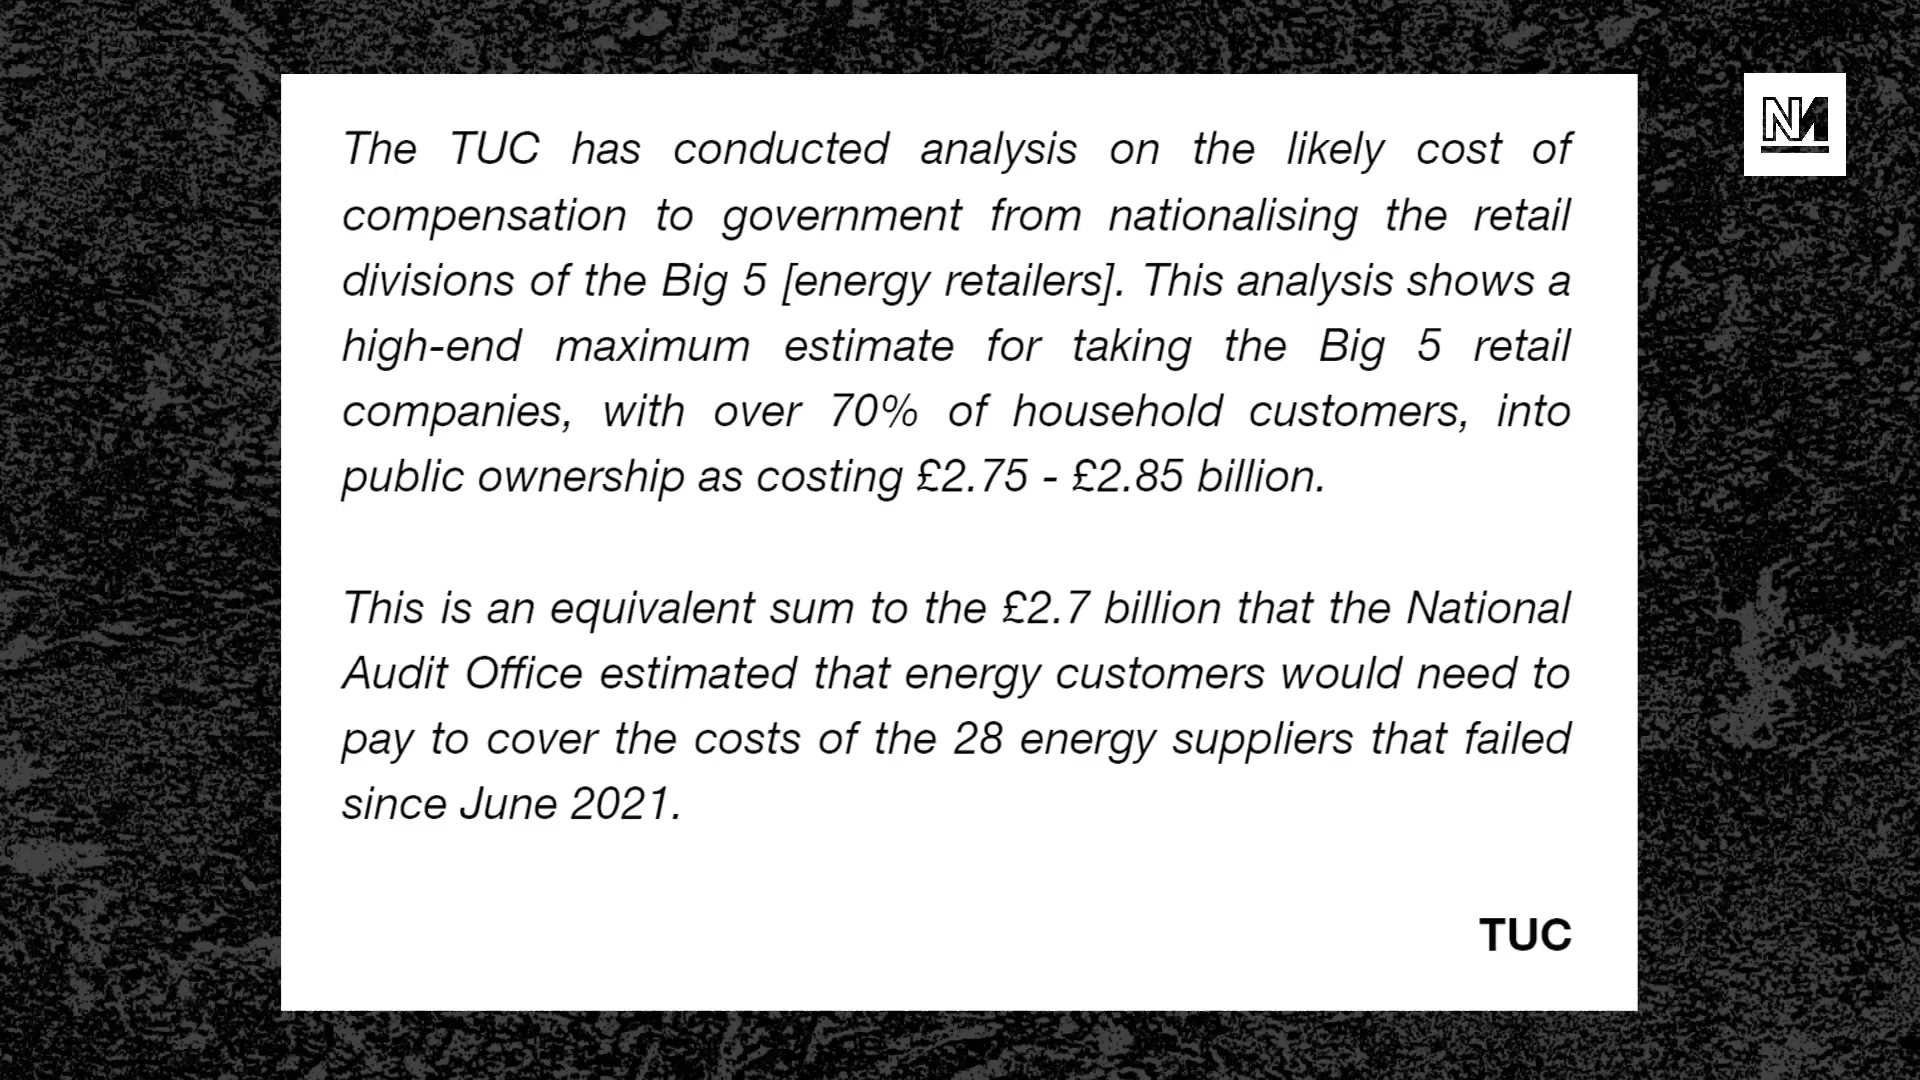 The TUC has conducted analysis on the likely cost of
compensation to government from nationalising the retail
divisions of the Big 5 [energy retailers]. This analysis shows a
high-end maximum estimate for taking the Big 5 retail
companies, with over 70% of household customers, into
public ownership as costing £2.75 - £2.85 billion.
This is an equivalent sum to the £2.7 billion that the National
Audit Office estimated that energy customers would need to
pay to cover the costs of the 28 energy suppliers that failed
since June 2021.
TUC
NM